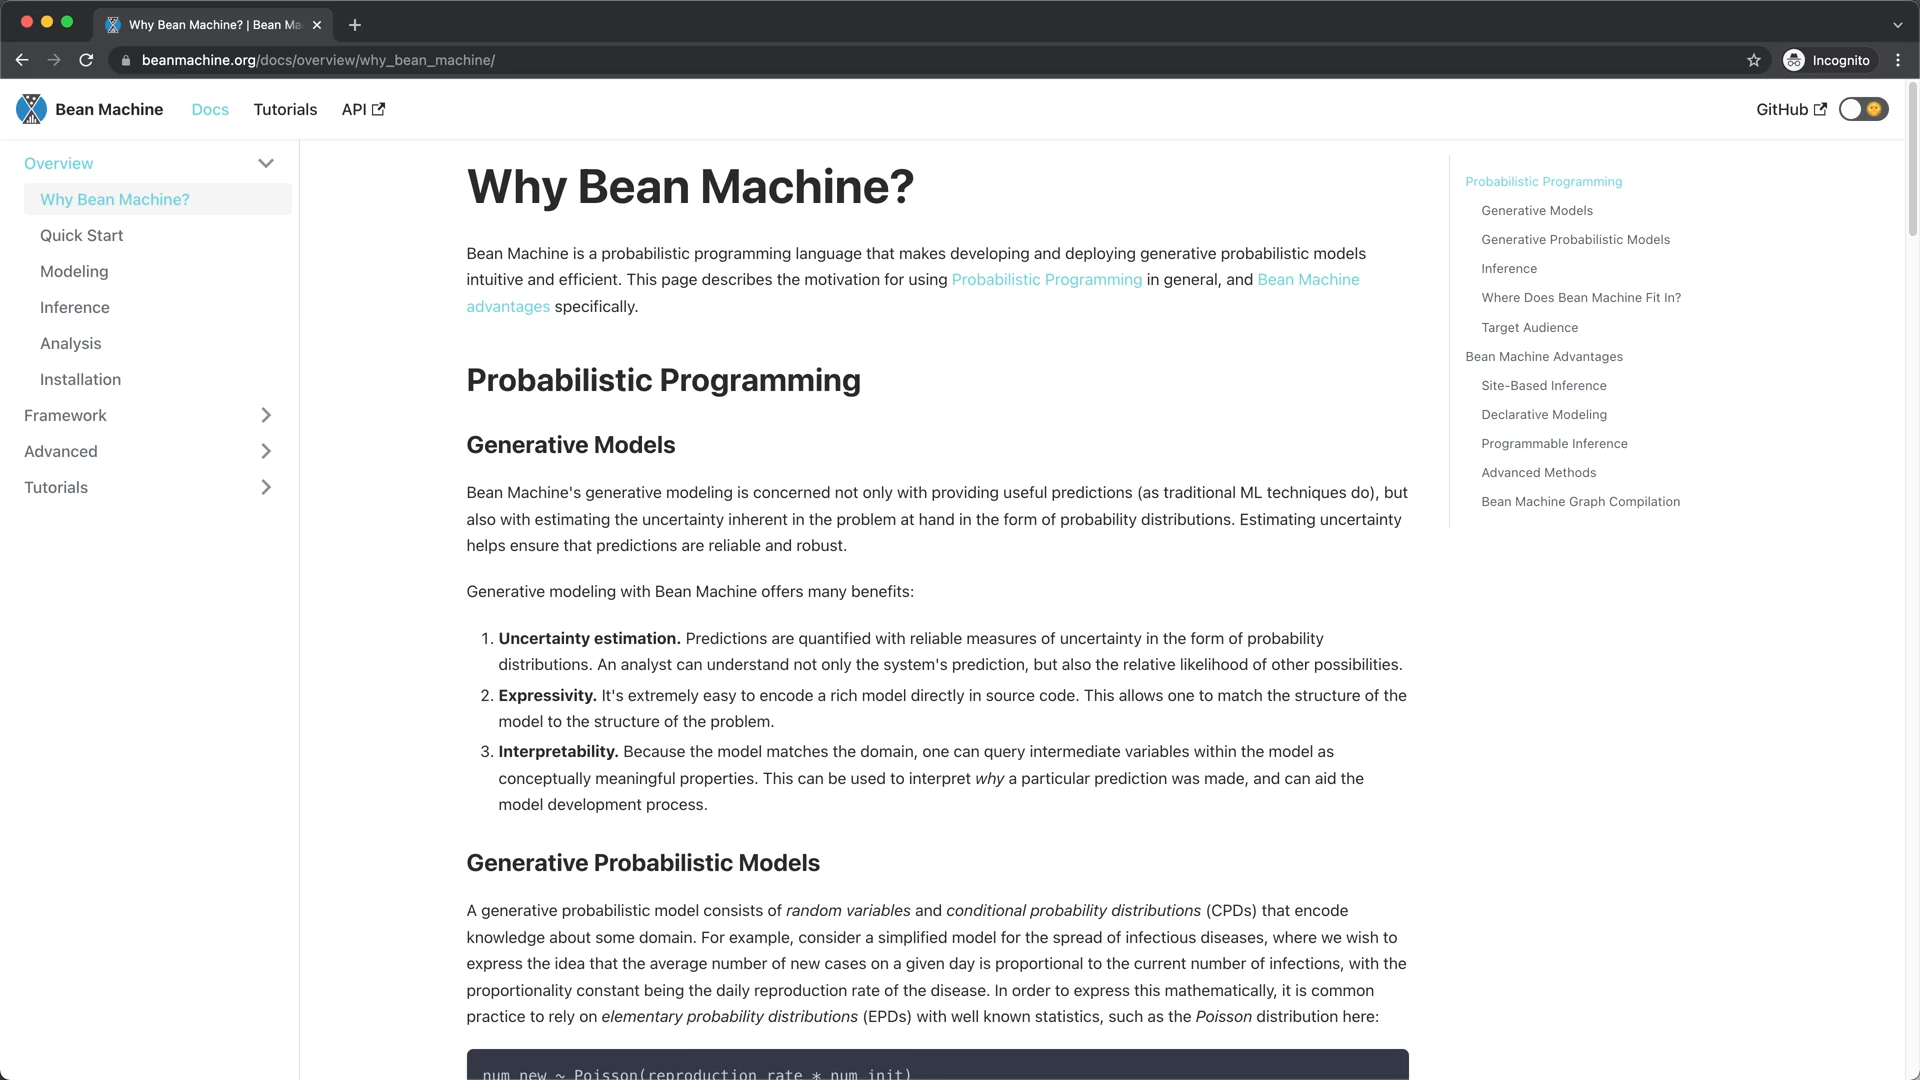 Why Bean Machine? | Bean Ma
beanmachine.org/docs/overview/why_bean_machine/
Incognito
Bean Machine
Docs
Tutorials
API
GitHub
Overview
Why Bean Machine?
Quick Start
Modeling
Inference
Analysis
Installation
Framework
Advanced
Tutorials
Why Bean Machine?
Bean Machine is a probabilistic programming language that makes developing and deploying generative probabilistic models
intuitive and efficient. This page describes the motivation for using Probabilistic Programming in general, and Bean Machine
advantages specifically.
Probabilistic Programming
Generative Models
Bean Machine's generative modeling is concerned not only with providing useful predictions (as traditional ML techniques do), but
also with estimating the uncertainty inherent in the problem at hand in the form of probability distributions. Estimating uncertainty
helps ensure that predictions are reliable and robust.
Generative modeling with Bean Machine offers many benefits:
1. Uncertainty estimation. Predictions are quantified with reliable measures of uncertainty in the form of probability
distributions. An analyst can understand not only the system's prediction, but also the relative likelihood of other possibilities.
2. Expressivity. It's extremely easy to encode a rich model directly in source code. This allows one to match the structure of the
model to the structure of the problem.
3. Interpretability. Because the model matches the domain, one can query intermediate variables within the model as
conceptually meaningful properties. This can be used to interpret why a particular prediction was made, and can aid the
model development process.
Generative Probabilistic Models
A generative probabilistic model consists of random variables and conditional probability distributions (CPDs) that encode
knowledge about some domain. For example, consider a simplified model for the spread of infectious diseases, where we wish to
express the idea that the average number of new cases on a given day is proportional to the current number of infections, with the
proportionality constant being the daily reproduction rate of the disease. In order to express this mathematically, it is common
practice to rely on elementary probability distributions (EPDs) with well known statistics, such as the Poisson distribution here:
num_new ~ Poisson(reproduction_rate * num_init)
Probabilistic Programming
Generative Models
Generative Probabilistic Models
Inference
Where Does Bean Machine Fit In?
Target Audience
Bean Machine Advantages
Site-Based Inference
Declarative Modeling
Programmable Inference
Advanced Methods
Bean Machine Graph Compilation